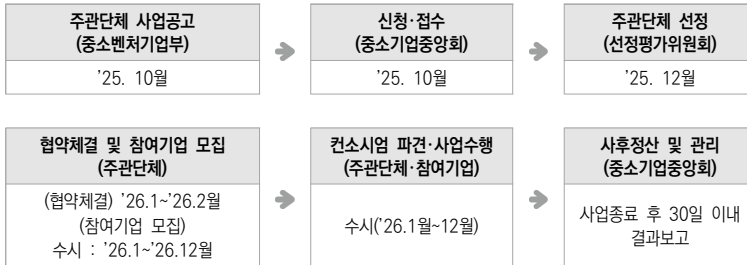 주관단체 사업공고
(중소벤처기업부)
’25. 10월
신청·접수
(중소기업중앙회)
’25. 10월
주관단체 선정
(선정평가위원회)
’25. 12월
협약체결 및 참여기업 모집
(주관단체)
(협약체결) ’26.1~’26.2월
(참여기업 모집)
수시 : ’26.1~’26.12월
컨소시엄 파견·사업수행
(주관단체·참여기업)
수시(’26.1월~12월)
사후정산 및 관리
(중소기업중앙회)
사업종료 후 30일 이내
결과보고